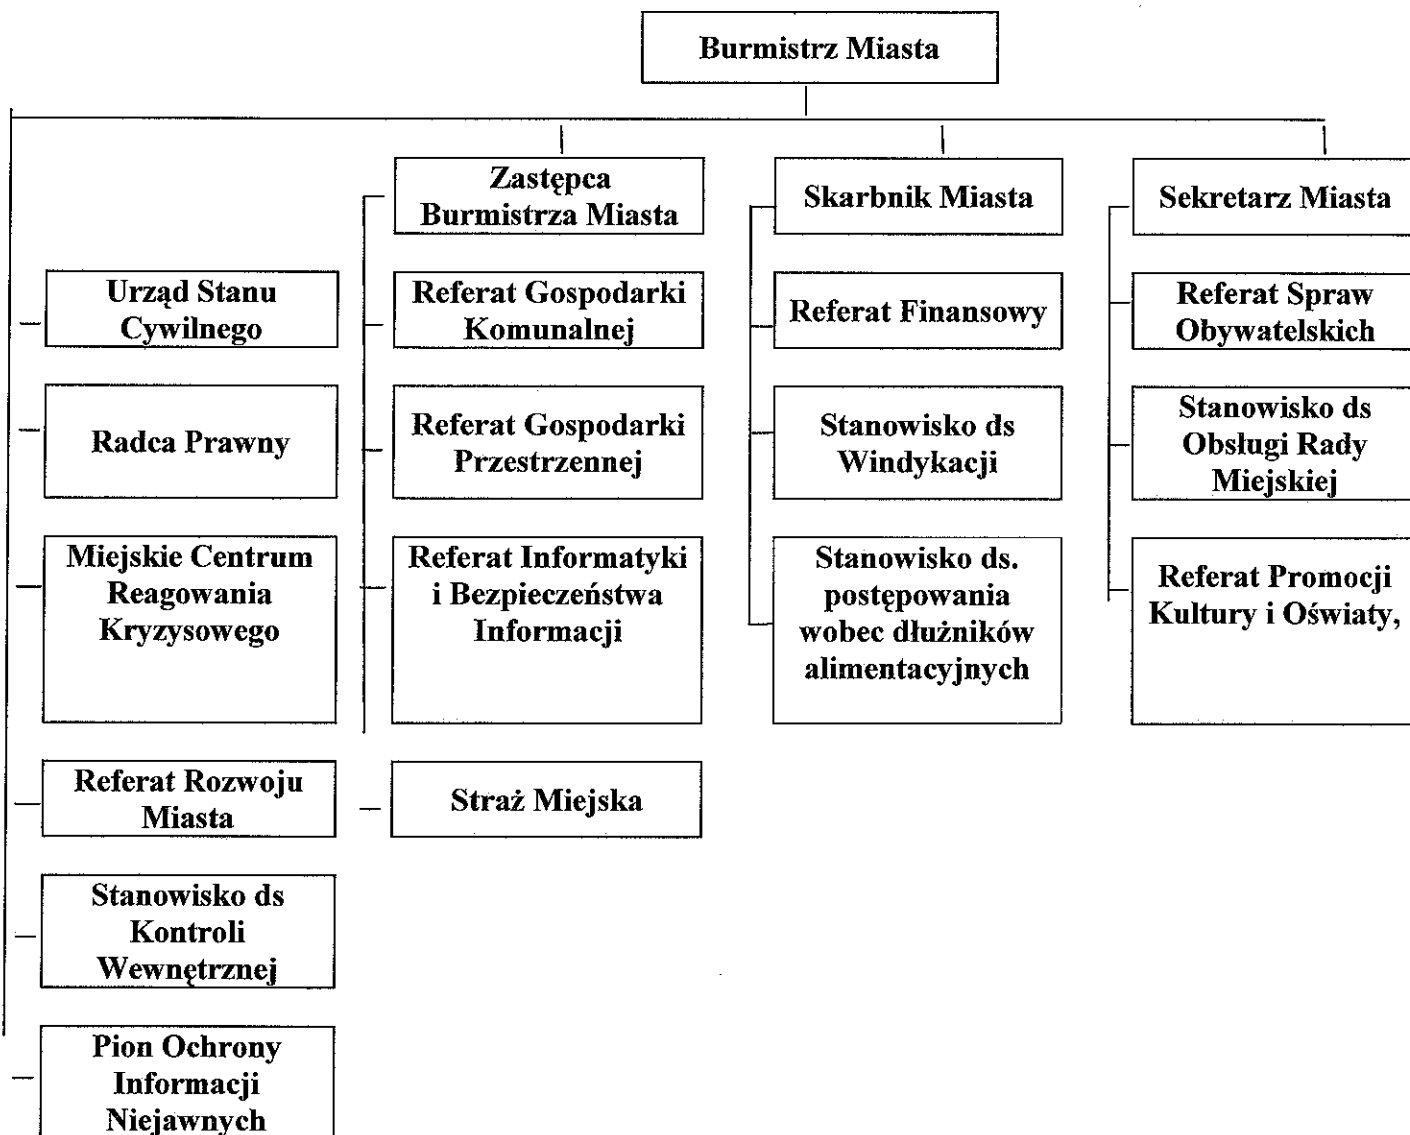 Burmistrz Miasta
Zastępca
Burmistrza Miasta
Skarbnik Miasta
Sekretarz Miasta
Urząd Stanu
Cywilnego
Referat Gospodarki
Komunalnej
Referat Finansowy
Referat Spraw
Obywatelskich
Radca Prawny
Referat Gospodarki
Przestrzennej
Stanowisko ds
Windykacji
Stanowisko ds
Obsługi Rady
Miejskiej
Miejskie Centrum
Reagowania
Kryzysowego
Referat Informatyki
i Bezpieczeństwa
Informacji
Stanowisko ds.
postępowania
wobec dłużników
alimentacyjnych
Referat Promocji
Kultury i Oświaty,
Referat Rozwoju
Miasta
Straż Miejska
Stanowisko ds
Kontroli
Wewnętrznej
Pion Ochrony
Informacji
Niejawnych